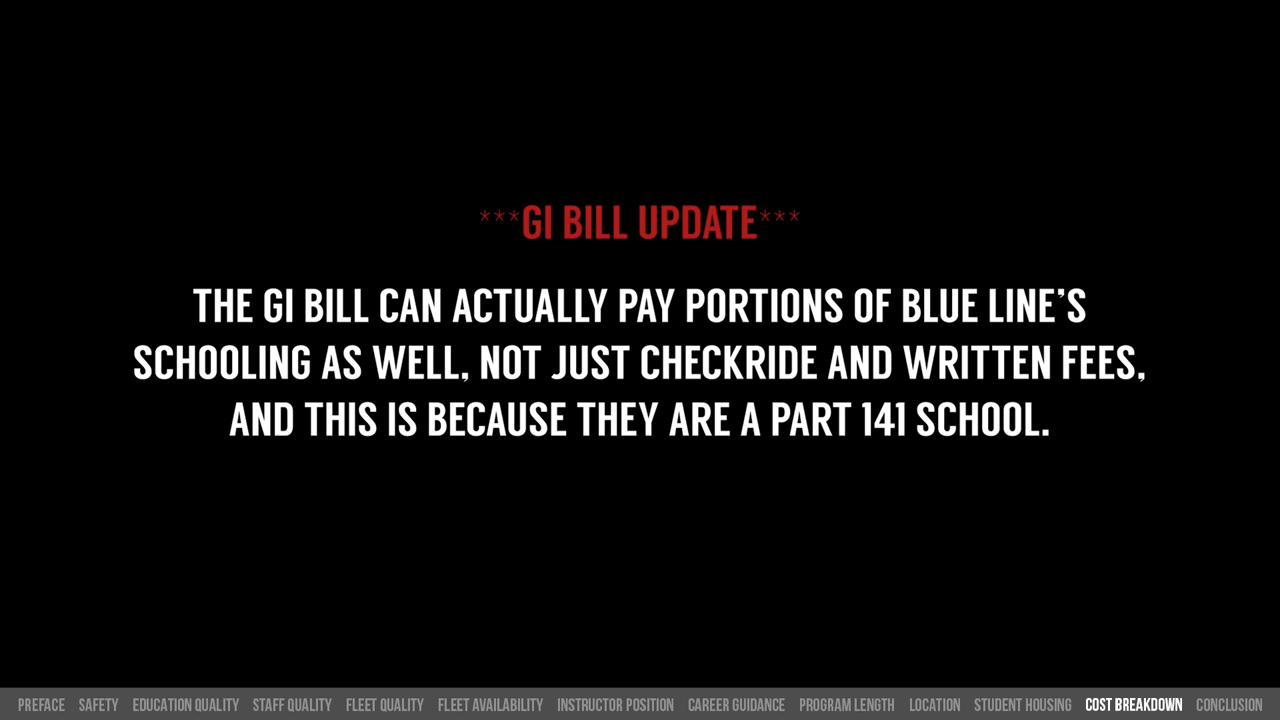 ***GI BILL UPDATE***
THE GI BILL CAN ACTUALLY PAY PORTIONS OF BLUE LINE'S
SCHOOLING AS WELL, NOT JUST CHECKRIDE AND WRITTEN FEES,
AND THIS IS BECAUSE THEY ARE A PART 141 SCHOOL.
PREFACE SAFETY EDUCATION QUALITY STAFF QUALITY FLEET QUALITY FLEET AVAILABILITY INSTRUCTOR POSITION CAREER GUIDANCE PROGRAM LENGTH LOCATION STUDENT HOUSING COST BREAKDOWN CONCLUSION